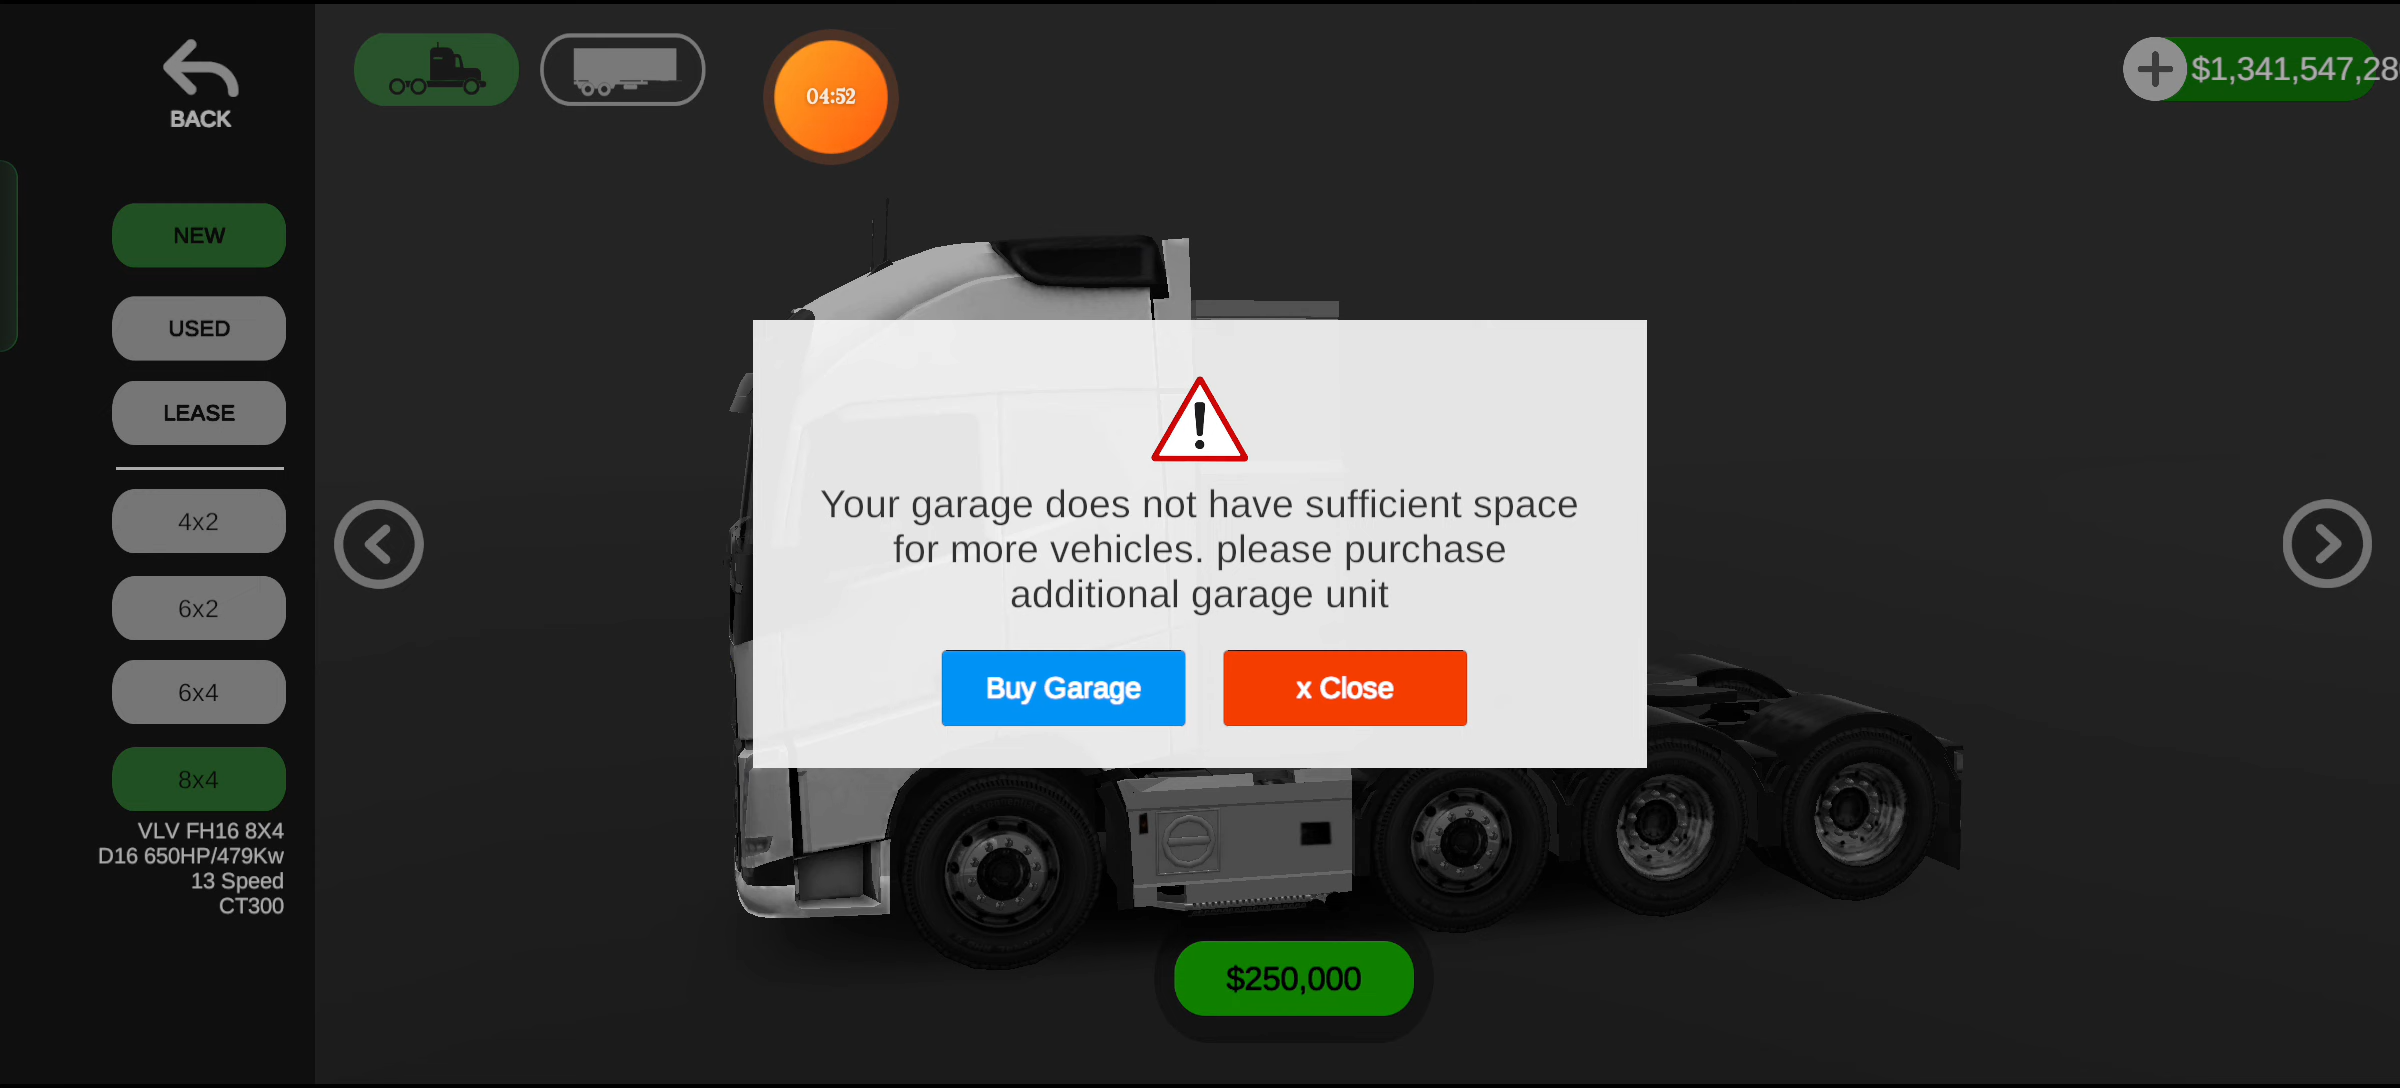 BACK
04:52
$1,341,547,28
NEW
USED
LEASE
4x2
6x2
6x4
8x4
VLV FH16 8X4
D16 650HP/479Kw
13 Speed
CT300
Your garage does not have sufficient space
for more vehicles. please purchase
additional garage unit
Buy Garage
x Close
$250,000